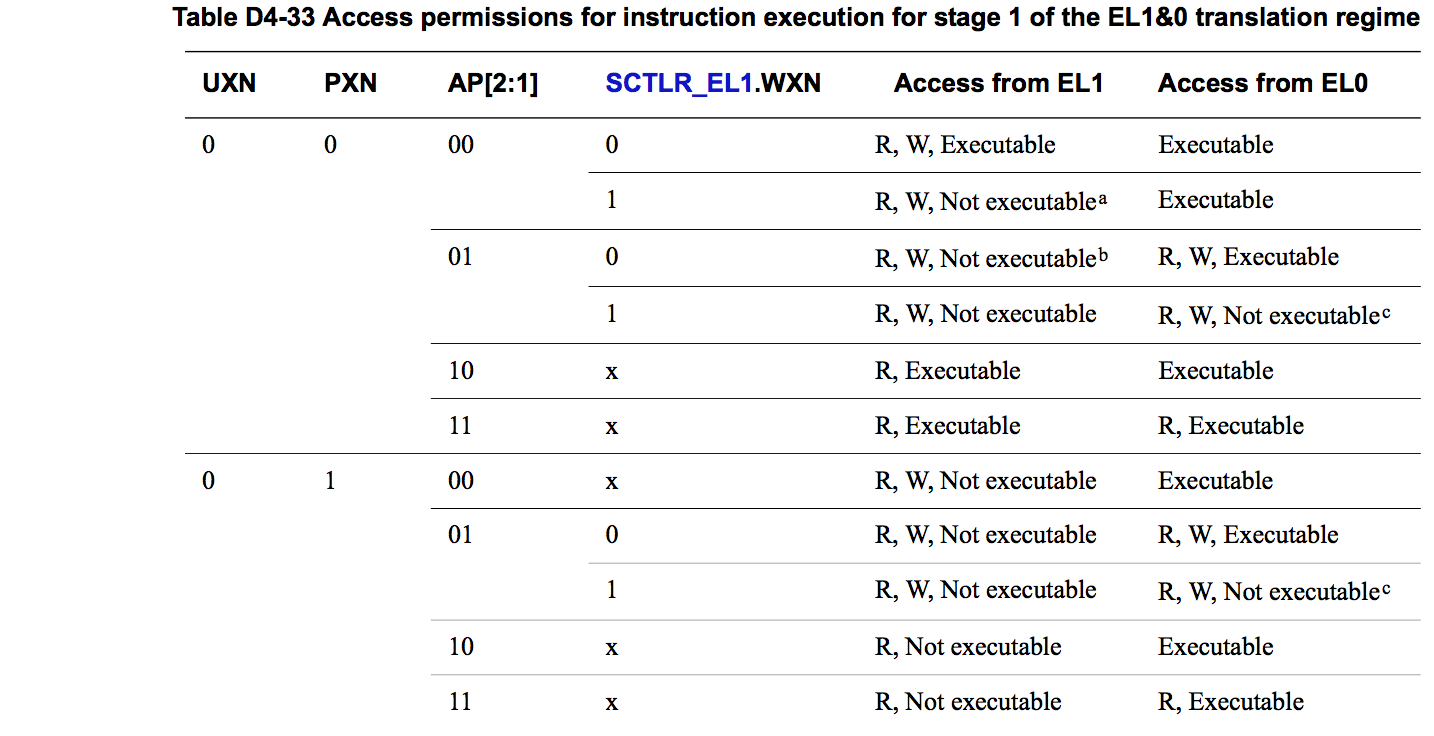 Table D4-33 Access permissions for instruction execution for stage 1 of the EL1&0 translation regime
UXN PXN AP[2:1] SCTLR_EL1.WXN Access from EL1 Access from EL0
0 0 00 0 R, W, Executable Executable
1 R, W, Not executable a Executable
01 0 R, W, Not executable b R, W, Executable
1 R, W, Not executable R, W, Not executable c
10 x R, Executable Executable
11 x R, Executable R, Executable
0 1 00 x R, W, Not executable Executable
01 0 R, W, Not executable R, W, Executable
1 R, W, Not executable R, W, Not executable c
10 x R, Not executable Executable
11 x R, Not executable R, Executable